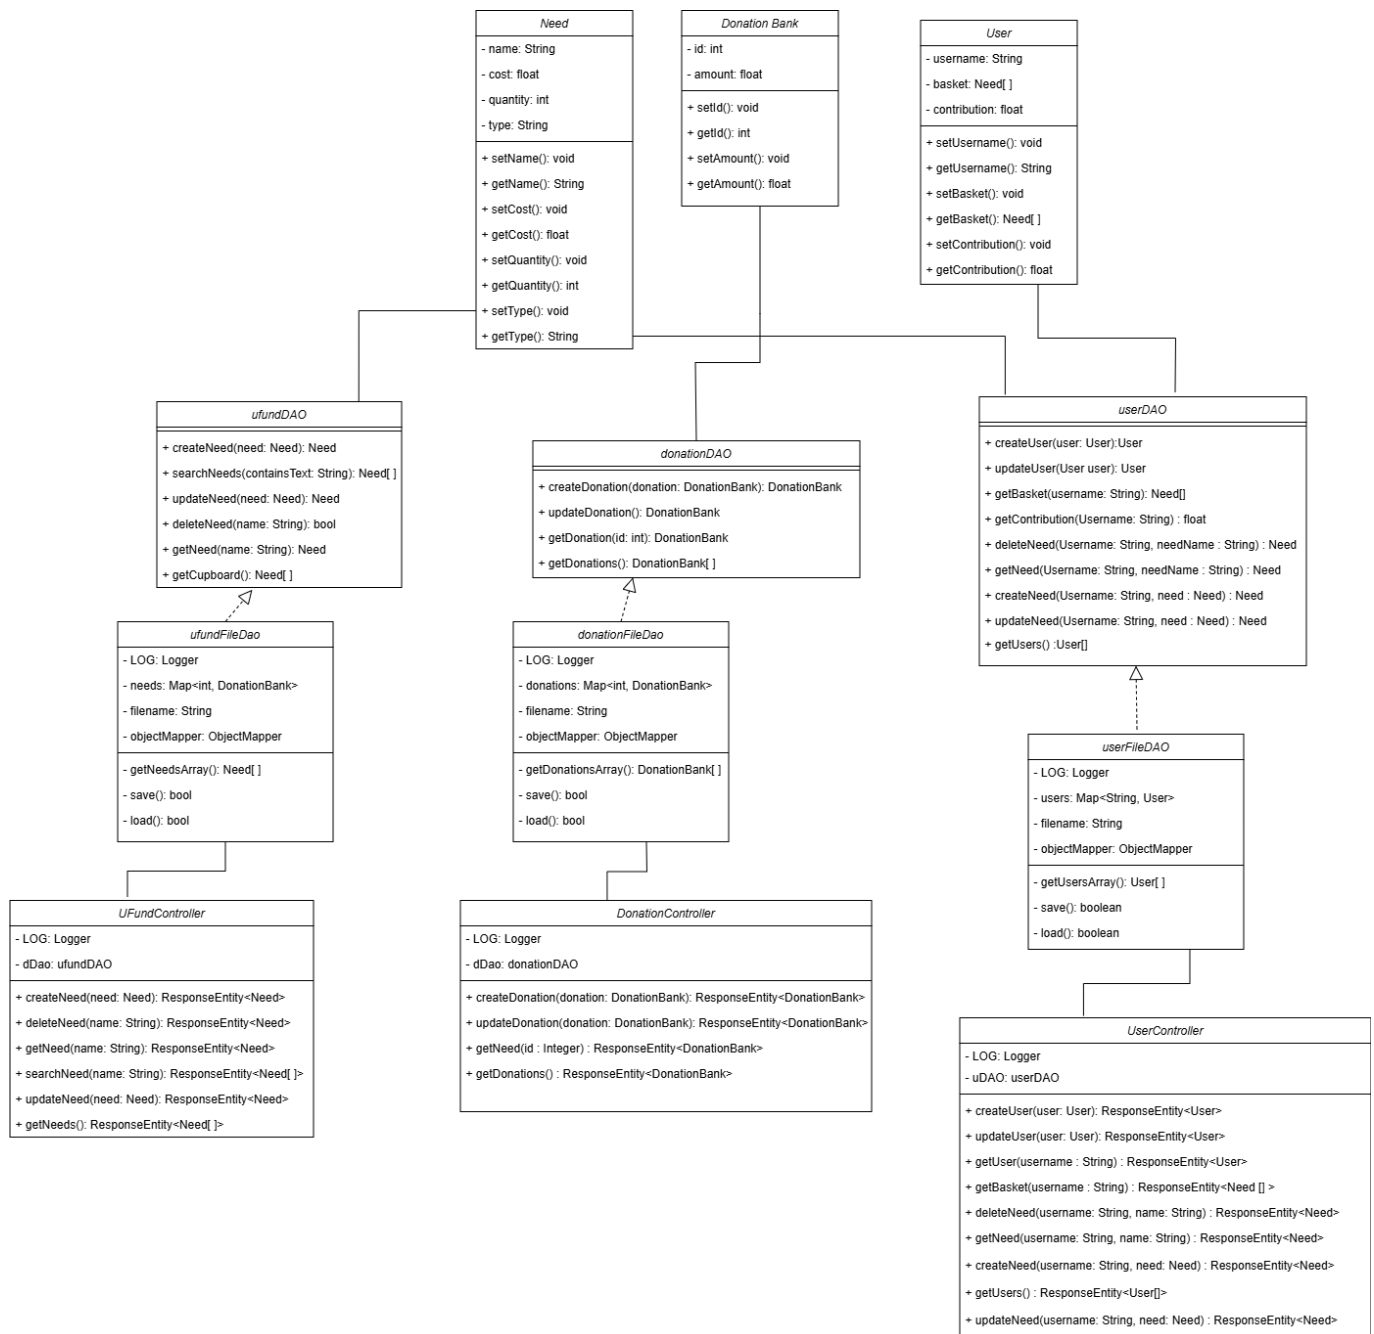 Need
- name: String
- cost: float
- quantity: int
- type: String
+ setName(): void
+ getName(): String
+ setCost(): void
+ getCost(): float
+ setQuantity(): void
+ getQuantity(): int
+ setType(): void
+ getType(): String
Donation Bank
- id: int
- amount: float
+ setId(): void
+ getId(): int
+ setAmount(): void
+ getAmount(): float
User
- username: String
- basket: Need[ ]
- contribution: float
+ setUsername(): void
+ getUsername(): String
+ setBasket(): void
+ getBasket(): Need[ ]
+ setContribution(): void
+ getContribution(): float
ufundDAO
+ createNeed(need: Need): Need
+ searchNeeds(containsText: String): Need[ ]
+ updateNeed(need: Need): Need
+ deleteNeed(name: String): bool
+ getNeed(name: String): Need
+ getCupboard(): Need[ ]
donationDAO
+ createDonation(donation: DonationBank): DonationBank
+ updateDonation(): DonationBank
+ getDonation(id: int): DonationBank
+ getDonations(): DonationBank[ ]
userDAO
+ createUser(user: User):User
+ updateUser(User user): User
+ getBasket(username: String): Need[]
+ getContribution(Username: String) : float
+ deleteNeed(Username: String, needName : String) : Need
+ getNeed(Username: String, needName : String) : Need
+ createNeed(Username: String, need : Need) : Need
+ updateNeed(Username: String, need : Need) : Need
+ getUsers() :User[]
ufundFileDao
- LOG: Logger
- needs: Map<int, DonationBank>
- filename: String
- objectMapper: ObjectMapper
- getNeedsArray(): Need[ ]
- save(): bool
- load(): bool
donationFileDao
- LOG: Logger
- donations: Map<int, DonationBank>
- filename: String
- objectMapper: ObjectMapper
- getDonationsArray(): DonationBank[ ]
- save(): bool
- load(): bool
userFileDAO
- LOG: Logger
- users: Map<String, User>
- filename: String
- objectMapper: ObjectMapper
- getUsersArray(): User[ ]
- save(): boolean
- load(): boolean
UFundController
- LOG: Logger
- dDao: ufundDAO
+ createNeed(need: Need): ResponseEntity<Need>
+ deleteNeed(name: String): ResponseEntity<Need>
+ getNeed(name: String): ResponseEntity<Need>
+ searchNeed(name: String): ResponseEntity<Need[ ]>
+ updateNeed(need: Need): ResponseEntity<Need>
+ getNeeds(): ResponseEntity<Need[ ]>
DonationController
- LOG: Logger
- dDao: donationDAO
+ createDonation(donation: DonationBank): ResponseEntity<DonationBank>
+ updateDonation(donation: DonationBank): ResponseEntity<DonationBank>
+ getNeed(id : Integer) : ResponseEntity<DonationBank>
+ getDonations() : ResponseEntity<DonationBank>
UserController
- LOG: Logger
- uDAO: userDAO
+ createUser(user: User): ResponseEntity<User>
+ updateUser(user: User): ResponseEntity<User>
+ getUser(username : String) : ResponseEntity<User>
+ getBasket(username : String) : ResponseEntity<Need [] >
+ deleteNeed(username: String, name: String) : ResponseEntity<Need>
+ getNeed(username: String, name: String) : ResponseEntity<Need>
+ createNeed(username: String, need: Need) : ResponseEntity<Need>
+ getUsers() : ResponseEntity<User[]>
+ updateNeed(username: String, need: Need) : ResponseEntity<Need>